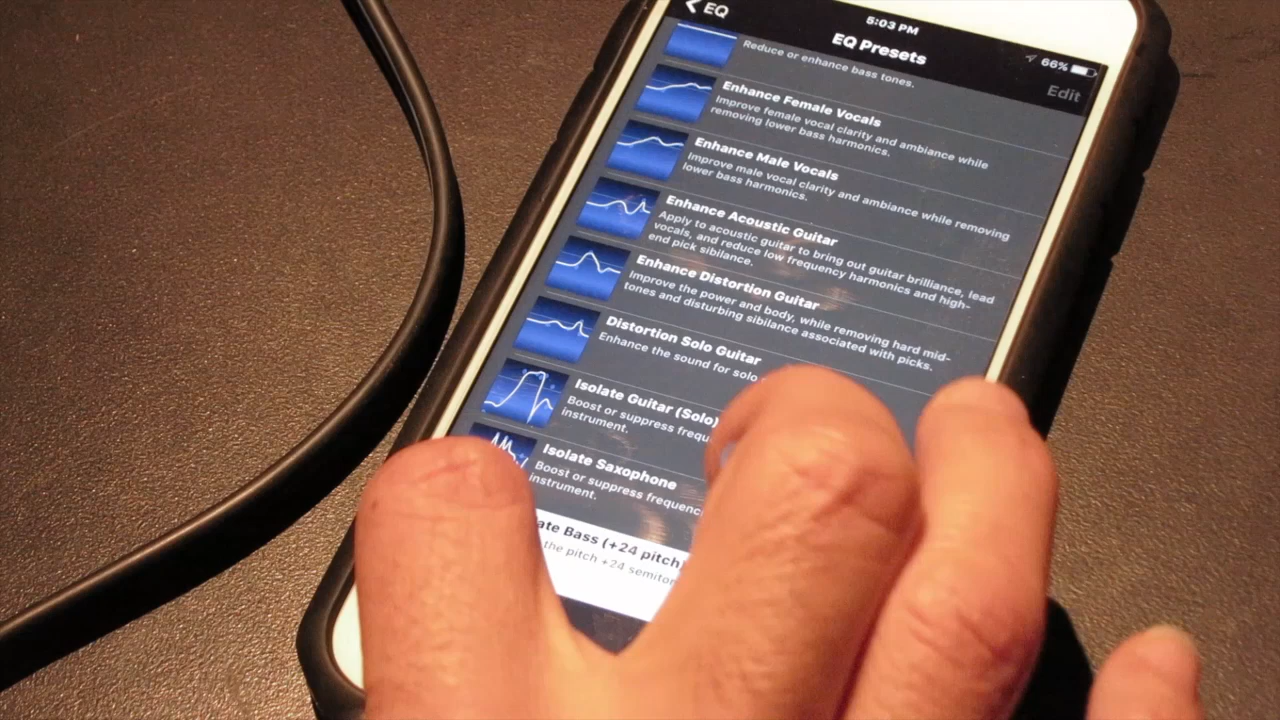 EQ
5:03 PM
66%
EQ Presets
Edit
Reduce or enhance bass tones.
Enhance Female Vocals
Improve female vocal clarity and ambiance while
removing lower bass harmonics.
Enhance Male Vocals
Improve male vocal clarity and ambiance while removing
lower bass harmonics.
Enhance Acoustic Guitar
Apply to acoustic guitar to bring out guitar brilliance, lead
vocals, and reduce low frequency harmonics and high-
end pick sibilance.
Enhance Distortion Guitar
Improve the power and body, while removing hard mid-
tones and disturbing sibilance associated with picks.
Distortion Solo Guitar
Enhance the sound for solo
Isolate Guitar (Solo)
Boost or suppress frequ
instrument.
Isolate Saxophone
Boost or suppress frequenc
instrument.
ate Bass (+24 pitch)
the pitch +24 semito